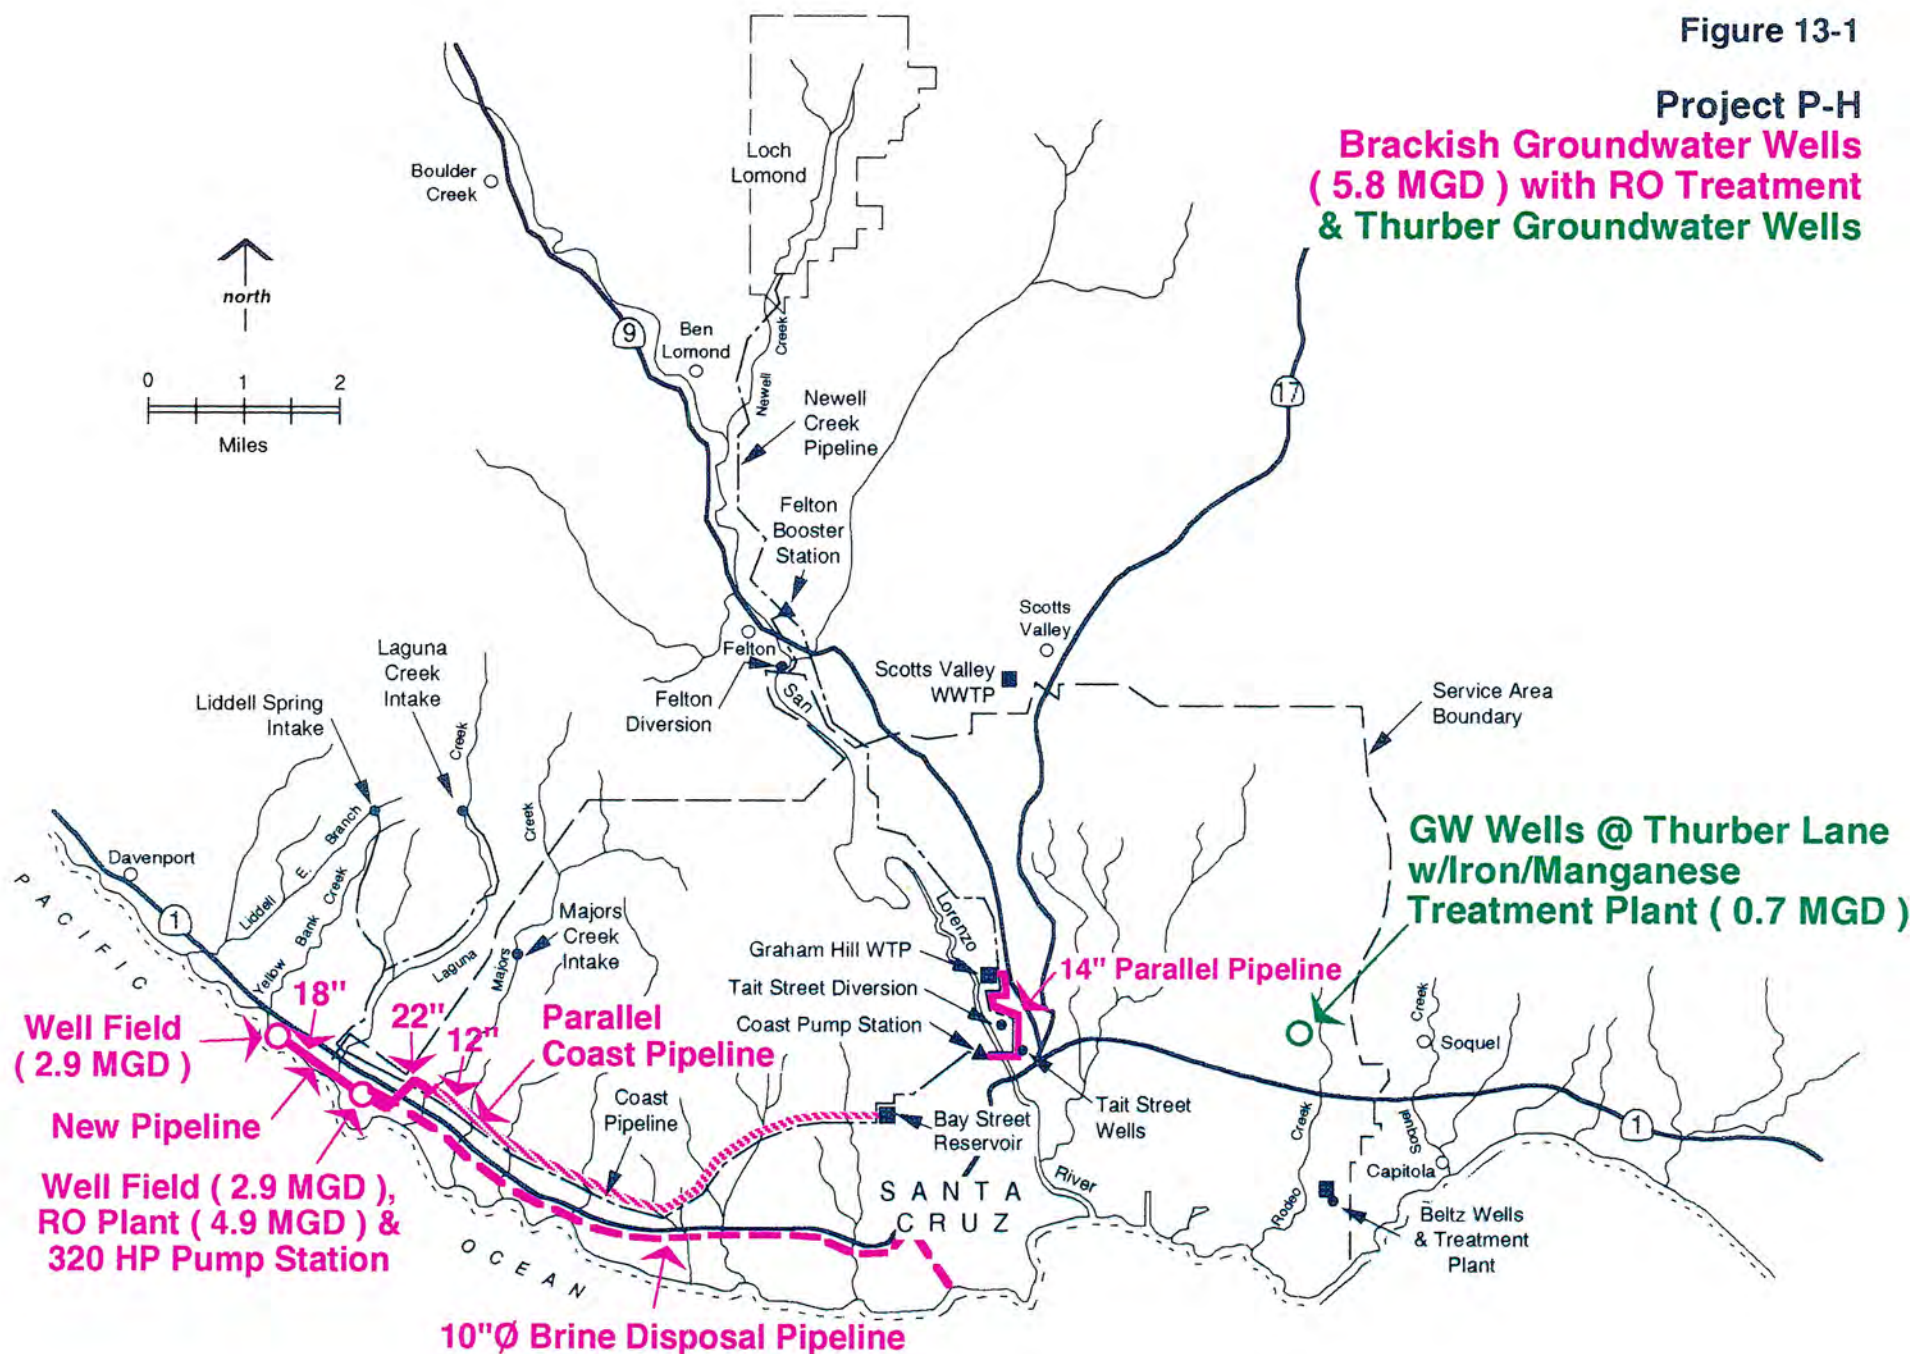 Figure 13-1
Project P-H
Brackish Groundwater Wells
( 5.8 MGD ) with RO Treatment
& Thurber Groundwater Wells
Loch
Lomond
Boulder
Creek
north
9
Ben
Lomond
Creek
Newell
17
0 1 2
Miles
Newell
Creek
Pipeline
Felton
Booster
Station
Scotts
Valley
Felton
Scotts Valley
WWTP
Laguna
Creek
Intake
Liddell Spring
Intake
Felton
Diversion
San
Service Area
Boundary
Creek
Creek
Branch
E.
Liddell
Davenport
PACIFIC
1
Bank
Creek
Yellow
Laguna
Majors
Majors
Creek
Intake
Lorenzo
GW Wells @ Thurber Lane
w/Iron/Manganese
Treatment Plant ( 0.7 MGD )
Graham Hill WTP
14" Parallel Pipeline
Tait Street Diversion
Coast Pump Station
18"
22"
12"
Parallel
Coast Pipeline
Well Field
( 2.9 MGD )
New Pipeline
Coast
Pipeline
Bay Street
Reservoir
Tait Street
Wells
Creek
Soquel
Soquel
Creek
Rodeo
1
Capitola
Well Field ( 2.9 MGD ),
RO Plant ( 4.9 MGD ) &
320 HP Pump Station
SANTA
CRUZ
River
Beltz Wells
& Treatment
Plant
OCEAN
10"Ø Brine Disposal Pipeline